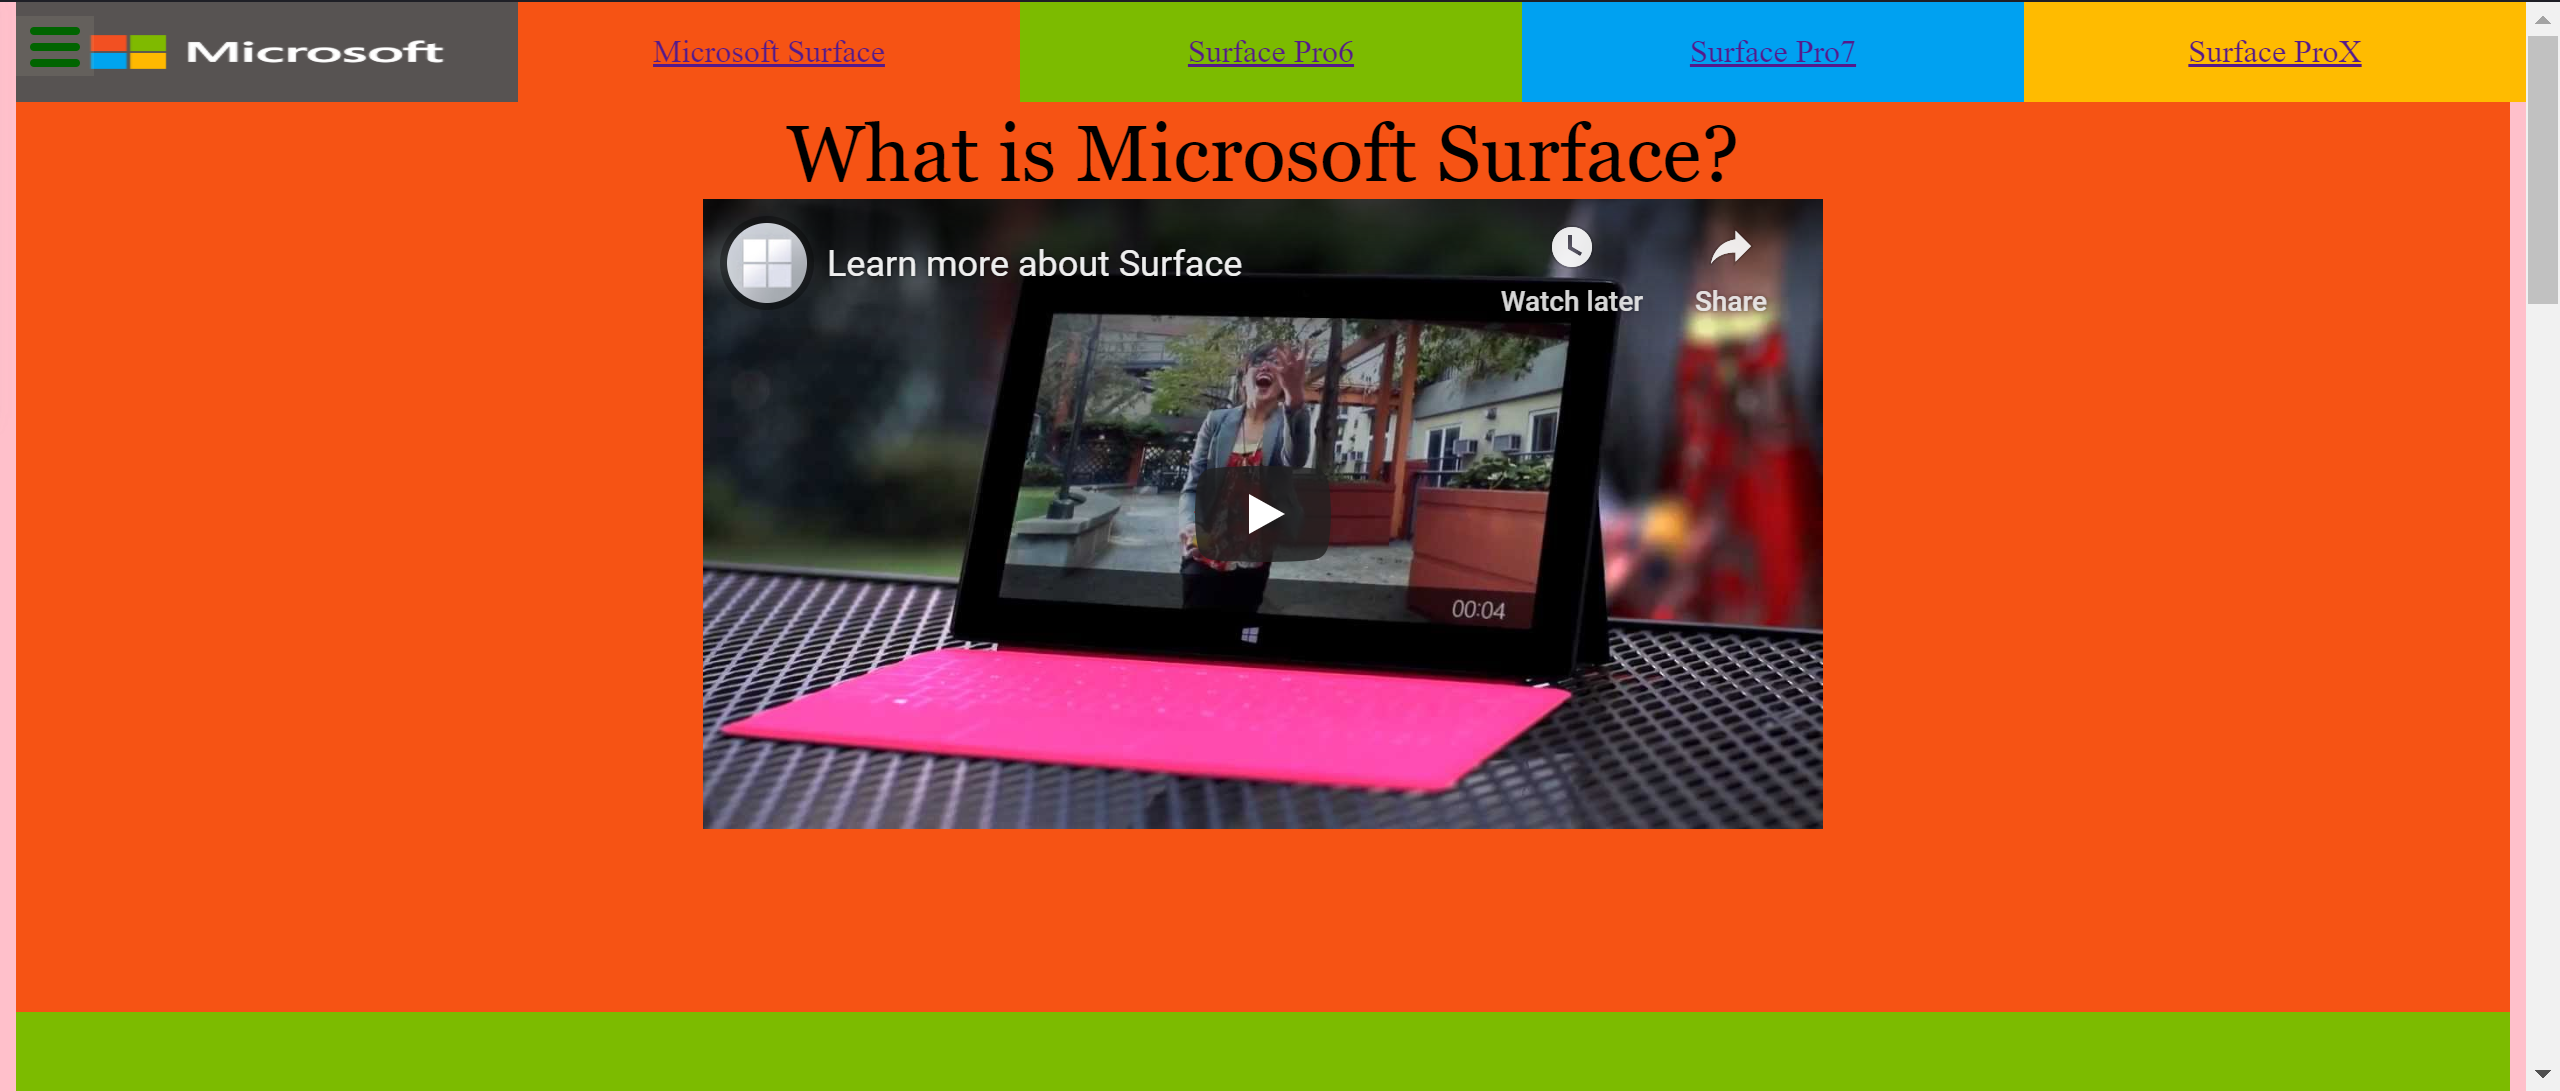 Microsoft
Microsoft Surface
Surface Pro6
Surface Pro7
Surface ProX
What is Microsoft Surface?
Learn more about Surface
Watch later
Share
00:04